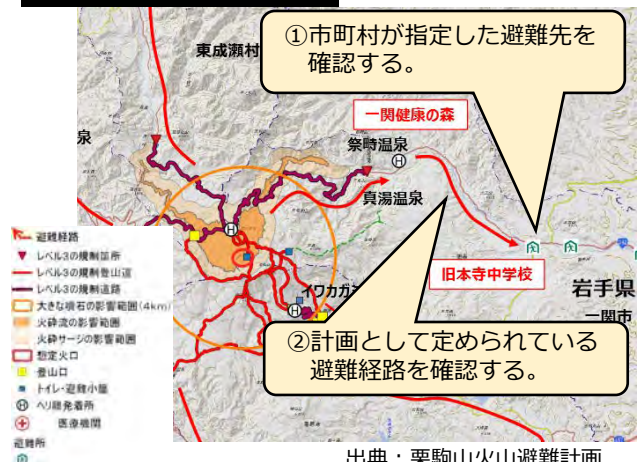 ①市町村が指定した避難先を
確認する。
東成瀬村
一関健康の森
泉
祭畤温泉
H
真湯温泉
H
旧本寺中学校
イワカガ
H
岩手県
一関市
②計画として定められている
避難経路を確認する。
避難経路
レベル3の規制箇所
レベル3の規制登山道
レベル3の規制道路
大きな噴石の影響範囲(4km)
火砕流の影響範囲
火砕サージの影響範囲
想定火口
登山口
トイレ・避難小屋
H ヘリ離発着所
医療機関
避難所
出典:栗駒山火山避難計画